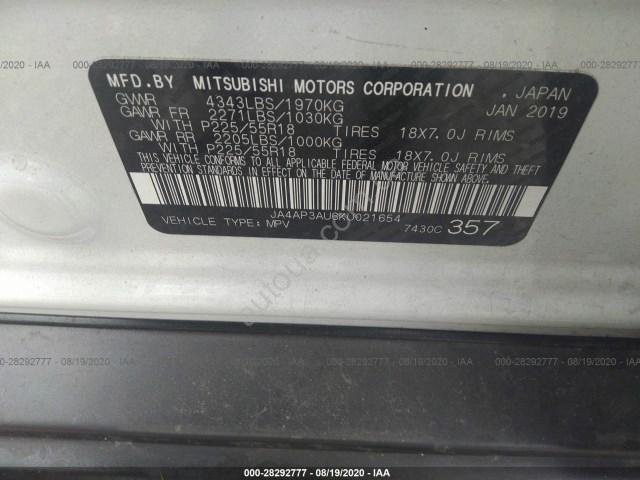 000-28292777 - 08/19/2020 - IAA
MFD.BY MITSUBISHI MOTORS CORPORATION . JAPAN
GVWR 4343LBS/1970KG JAN 2019
GAWR FR 2271LBS/1030KG
WITH P225/55R18 TIRES 18X7.0J RIMS
GAWR RR 2205LBS/1000KG
WITH P225/55R18 TIRES 18X7.0J RIMS
THIS VEHICLE CONFORMS TO ALL APPLICABLE FEDERAL MOTOR VEHICLE SAFETY AND
THEFT PREVENTION STANDARDS IN EFFECT ON THE DATE OF MANUFACTURE SHOWN ABOVE.
JA4AP3AU6KU021654
VEHICLE TYPE: MPV 7430C 357
autoua.com
000-28292777 - 08/19/2020 - IAA
000-28292777 - 08/19/2020 - IAA